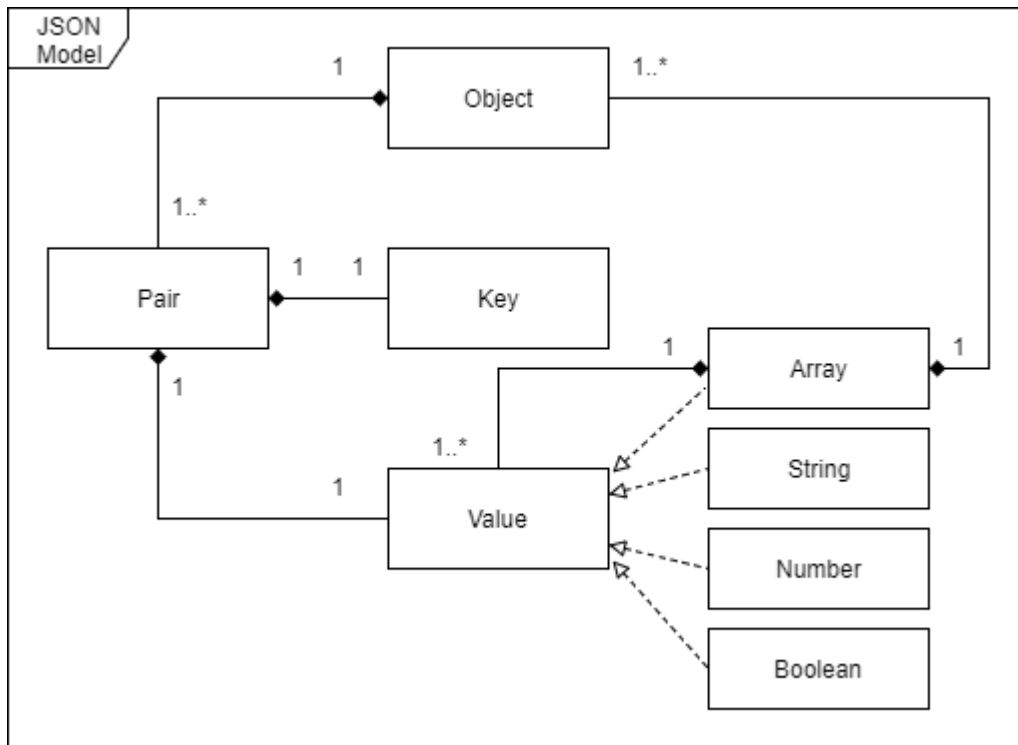 JSON
Model
1
Object
1..*
1..*
Pair
1
1
Key
1
Array
1
1
1..*
String
1
Value
Number
Boolean